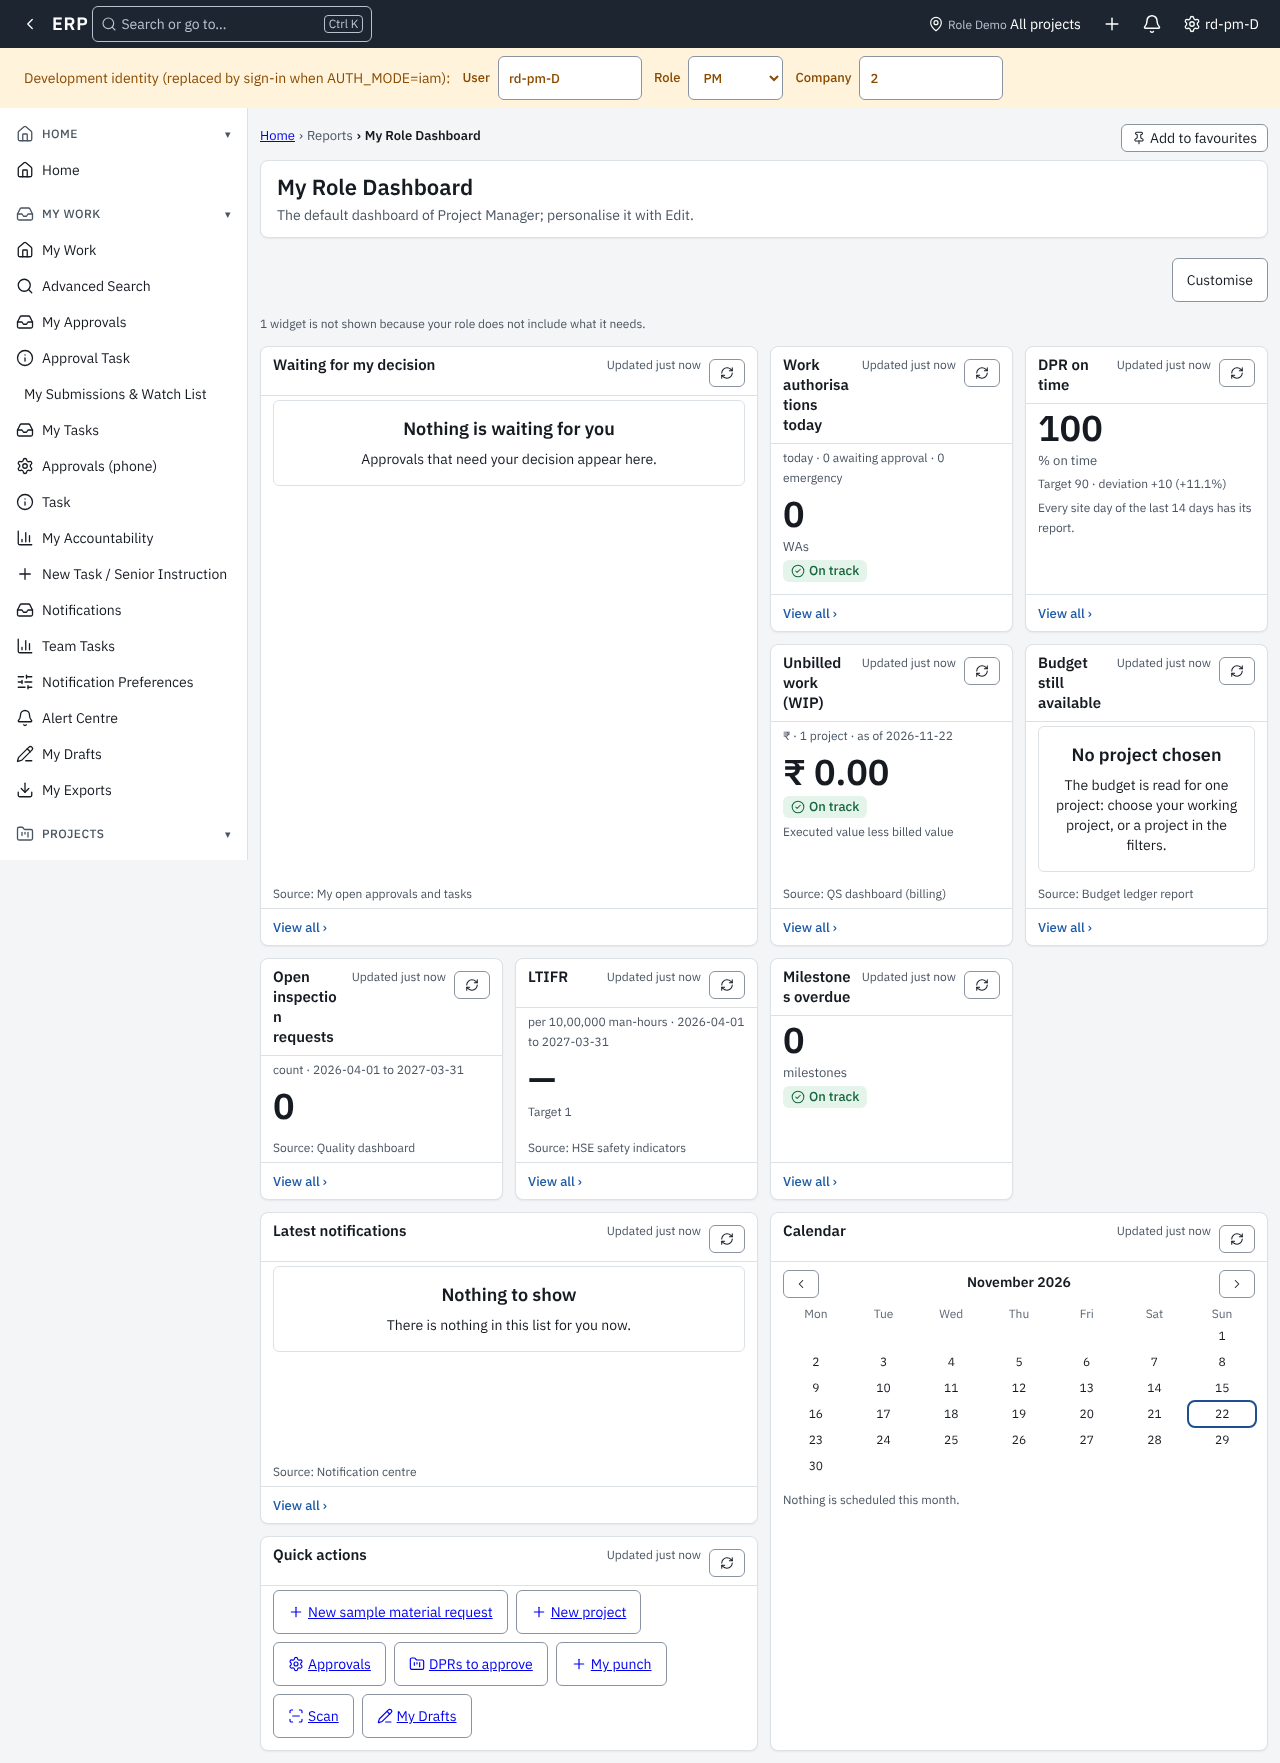 ERP
Search or go to...
Ctrl K
Role Demo All projects
rd-pm-D
Development identity (replaced by sign-in when AUTH_MODE=iam):
User
rd-pm-D
Role
PM
Company
2
HOME
Home
MY WORK
My Work
Advanced Search
My Approvals
Approval Task
My Submissions & Watch List
My Tasks
Approvals (phone)
Task
My Accountability
New Task / Senior Instruction
Notifications
Team Tasks
Notification Preferences
Alert Centre
My Drafts
My Exports
PROJECTS
Home › Reports › My Role Dashboard
Add to favourites
My Role Dashboard
The default dashboard of Project Manager; personalise it with Edit.
Customise
1 widget is not shown because your role does not include what it needs.
Waiting for my decision
Updated just now
Nothing is waiting for you
Approvals that need your decision appear here.
Source: My open approvals and tasks
View all ›
Work
authorisa
tions
today
Updated just now
today · 0 awaiting approval · 0
emergency
0
WAs
On track
View all ›
DPR on
time
Updated just now
100
% on time
Target 90 · deviation +10 (+11.1%)
Every site day of the last 14 days has its
report.
View all ›
Unbilled
work
(WIP)
Updated just now
₹ · 1 project · as of 2026-11-22
₹ 0.00
On track
Executed value less billed value
Source: QS dashboard (billing)
View all ›
Budget
still
available
Updated just now
No project chosen
The budget is read for one
project: choose your working
project, or a project in the
filters.
Source: Budget ledger report
View all ›
Open
inspectio
n
requests
Updated just now
count · 2026-04-01 to 2027-03-31
0
Source: Quality dashboard
View all ›
LTIFR
Updated just now
per 10,00,000 man-hours · 2026-04-01
to 2027-03-31
—
Target 1
Source: HSE safety indicators
View all ›
Milestone
s overdue
Updated just now
0
milestones
On track
View all ›
Latest notifications
Updated just now
Nothing to show
There is nothing in this list for you now.
Source: Notification centre
View all ›
Calendar
Updated just now
November 2026
Mon Tue Wed Thu Fri Sat Sun
1
2 3 4 5 6 7 8
9 10 11 12 13 14 15
16 17 18 19 20 21 22
23 24 25 26 27 28 29
30
Nothing is scheduled this month.
Quick actions
Updated just now
New sample material request
New project
Approvals
DPRs to approve
My punch
Scan
My Drafts